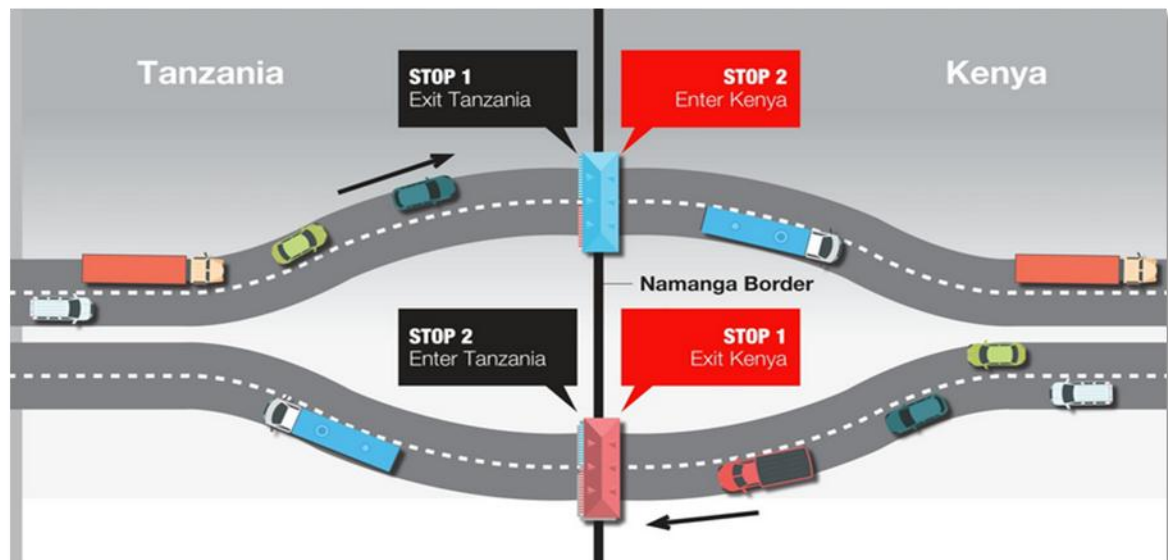 Tanzania
STOP 1
Exit Tanzania
STOP 2
Enter Kenya
Kenya
Namanga Border
STOP 2
Enter Tanzania
STOP 1
Exit Kenya